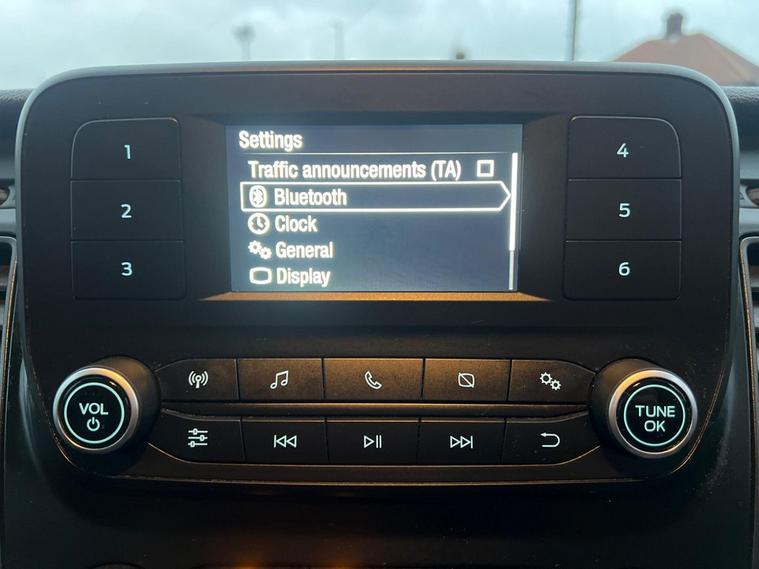 Settings
Traffic announcements (TA)
Bluetooth
Clock
General
Display
1
2
3
4
5
6
VOL
TUNE
OK